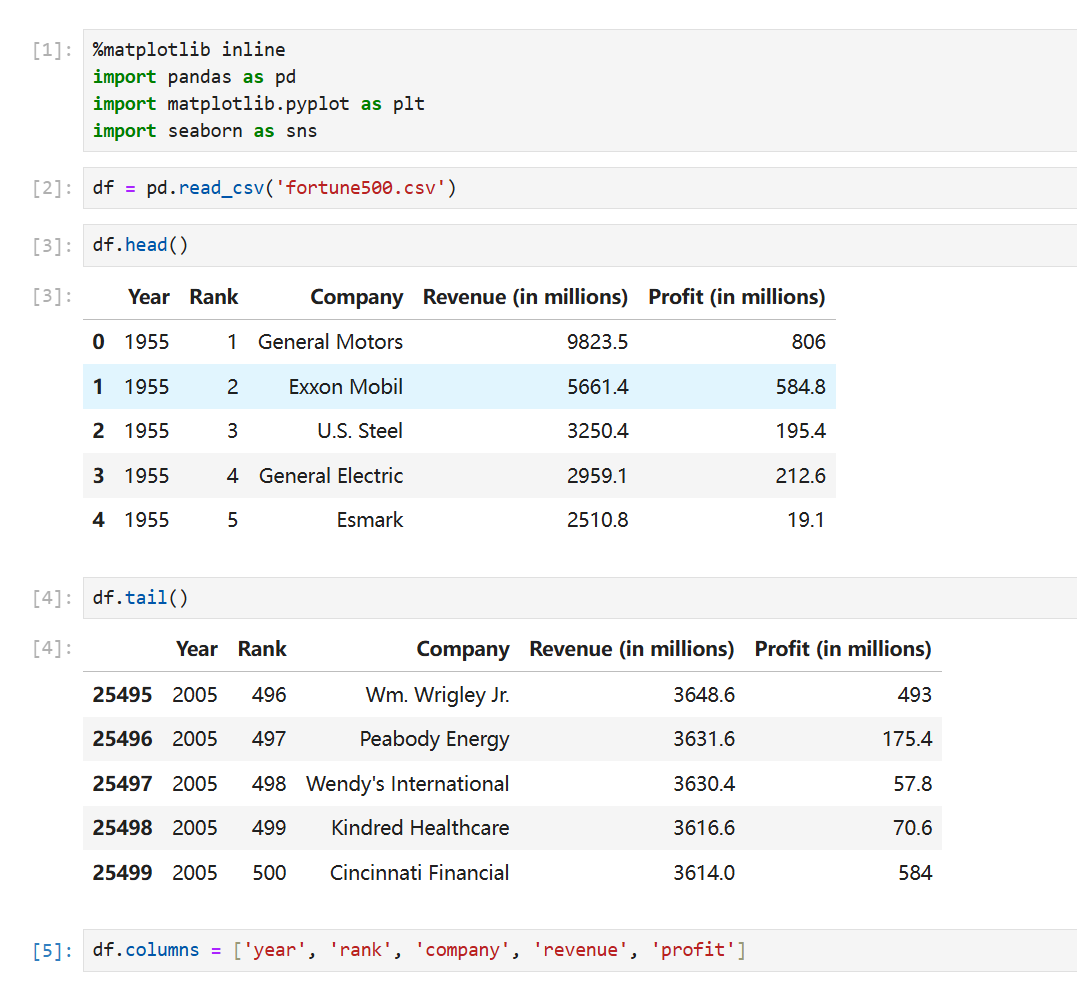 [1]: %matplotlib inline
import pandas as pd
import matplotlib.pyplot as plt
import seaborn as sns
[2]: df = pd.read_csv('fortune500.csv')
[3]: df.head()
[3]: Year Rank Company Revenue (in millions) Profit (in millions)
0 1955 1 General Motors 9823.5 806
1 1955 2 Exxon Mobil 5661.4 584.8
2 1955 3 U.S. Steel 3250.4 195.4
3 1955 4 General Electric 2959.1 212.6
4 1955 5 Esmark 2510.8 19.1
[4]: df.tail()
[4]: Year Rank Company Revenue (in millions) Profit (in millions)
25495 2005 496 Wm. Wrigley Jr. 3648.6 493
25496 2005 497 Peabody Energy 3631.6 175.4
25497 2005 498 Wendy's International 3630.4 57.8
25498 2005 499 Kindred Healthcare 3616.6 70.6
25499 2005 500 Cincinnati Financial 3614.0 584
[5]: df.columns = ['year', 'rank', 'company', 'revenue', 'profit']